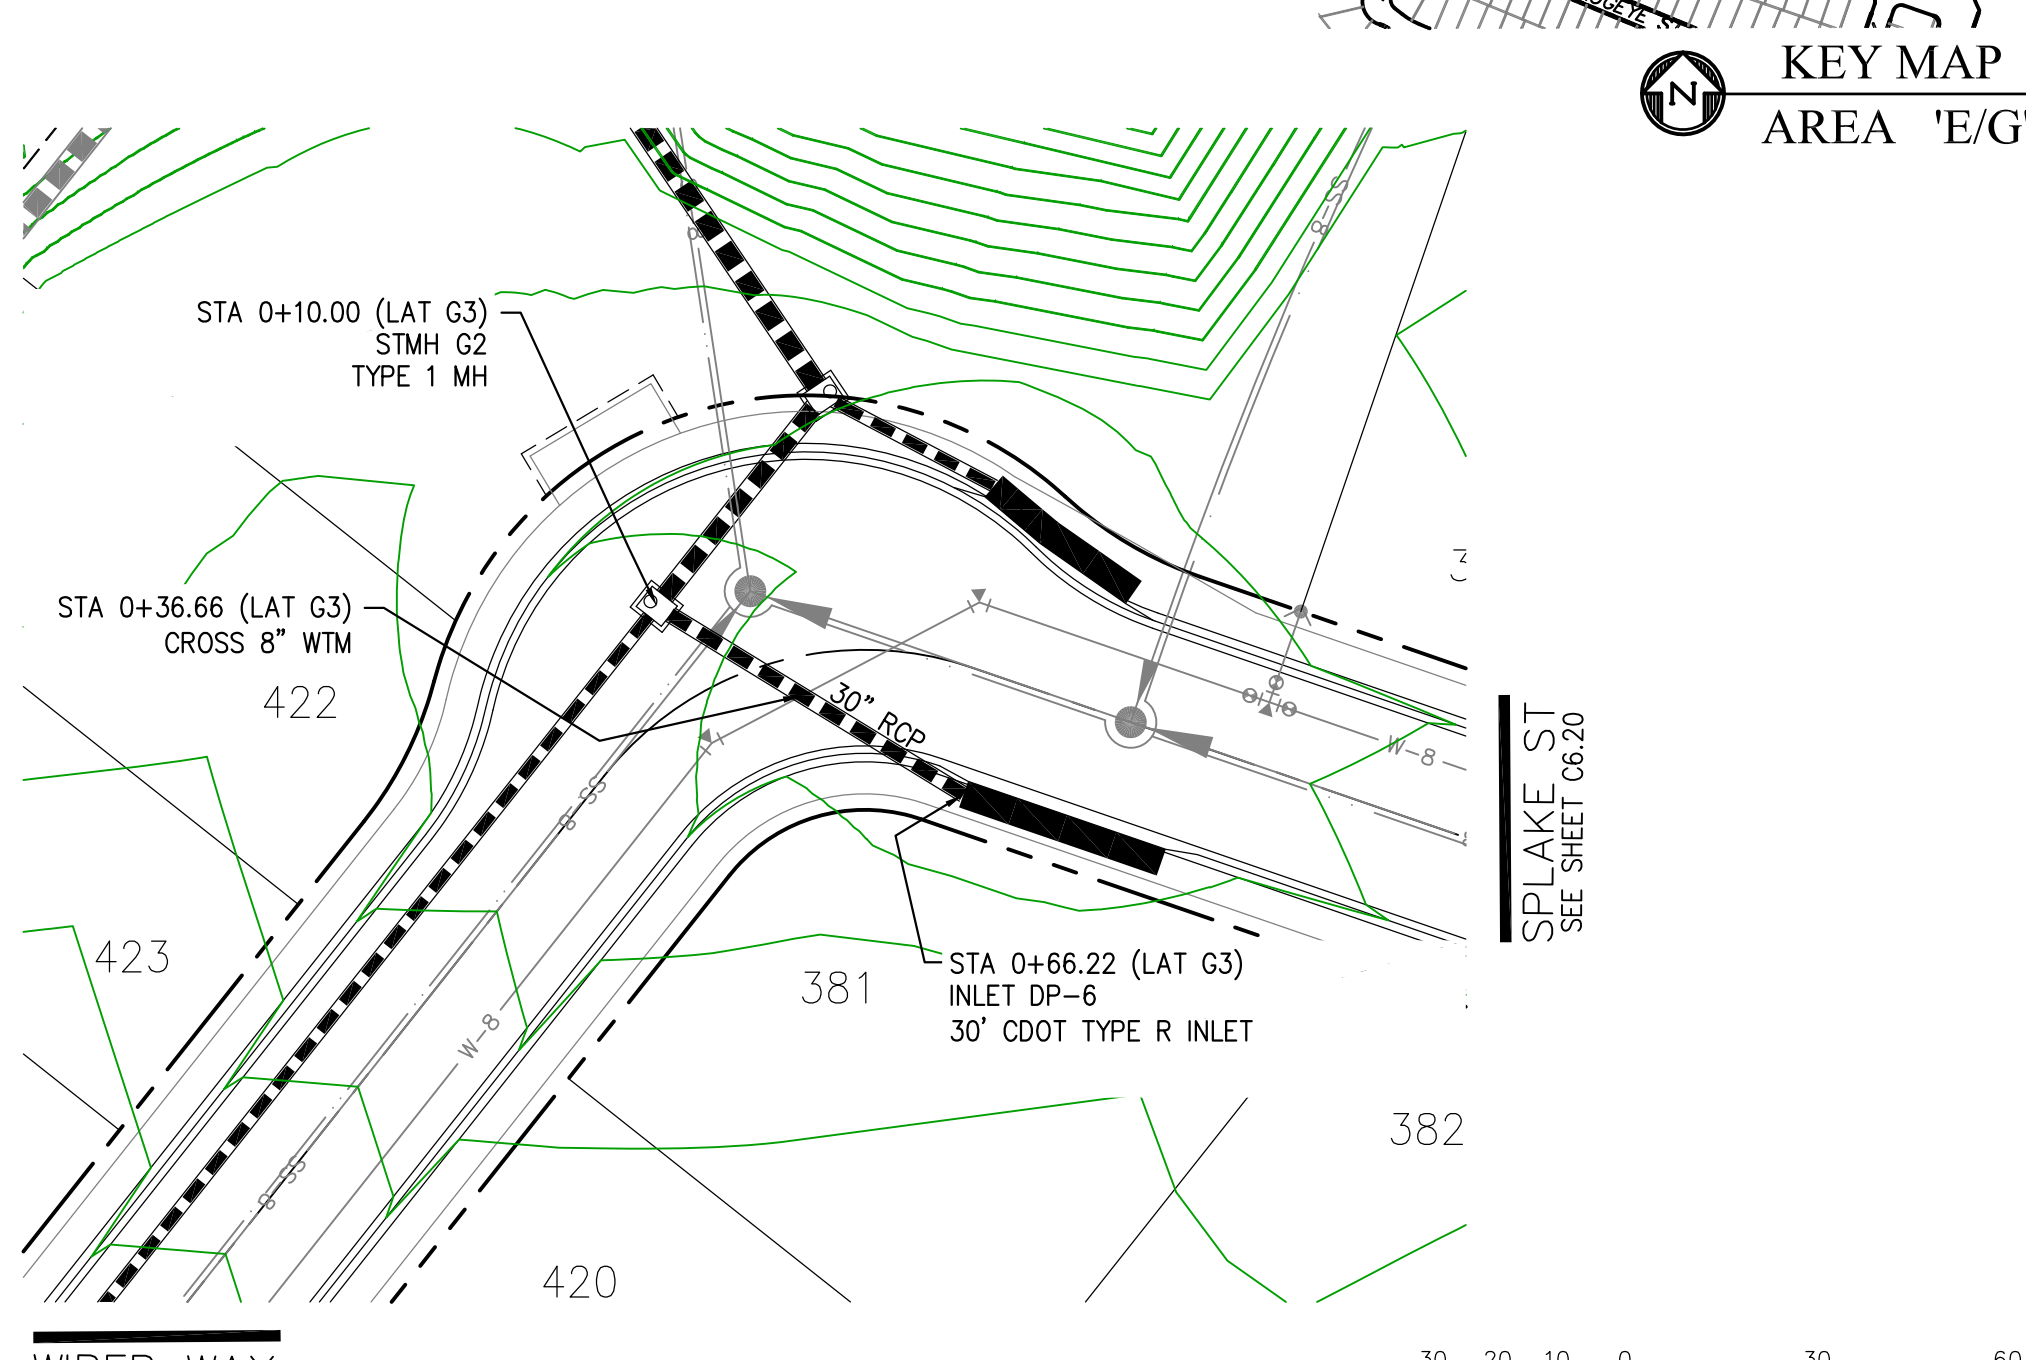 KEY MAP
N
AREA 'E/G'
8-SS
8
STA 0+10.00 (LAT G3)
STMH G2
TYPE 1 MH
STA 0+36.66 (LAT G3)
CROSS 8" WTM
422
30" RCP
W-8
8-SS
SPLAKE ST
SEE SHEET C6.20
423
381
STA 0+66.22 (LAT G3)
INLET DP-6
30' CDOT TYPE R INLET
W-8
382
8-SS
420
30 20 10 0 30 60